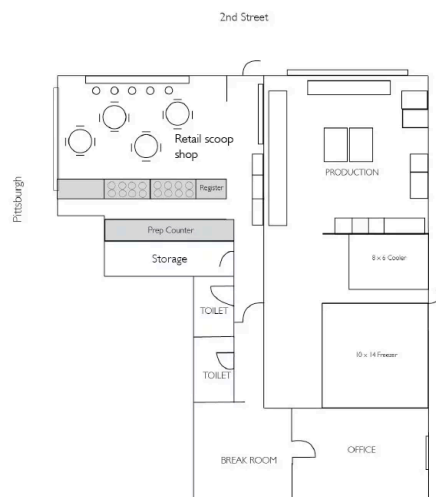 2nd Street
Pittsburgh
Retail scoop
shop
PRODUCTION
Register
Prep Counter
Storage
8 x 6 Cooler
TOILET
10 x 14 Freezer
TOILET
BREAK ROOM
OFFICE